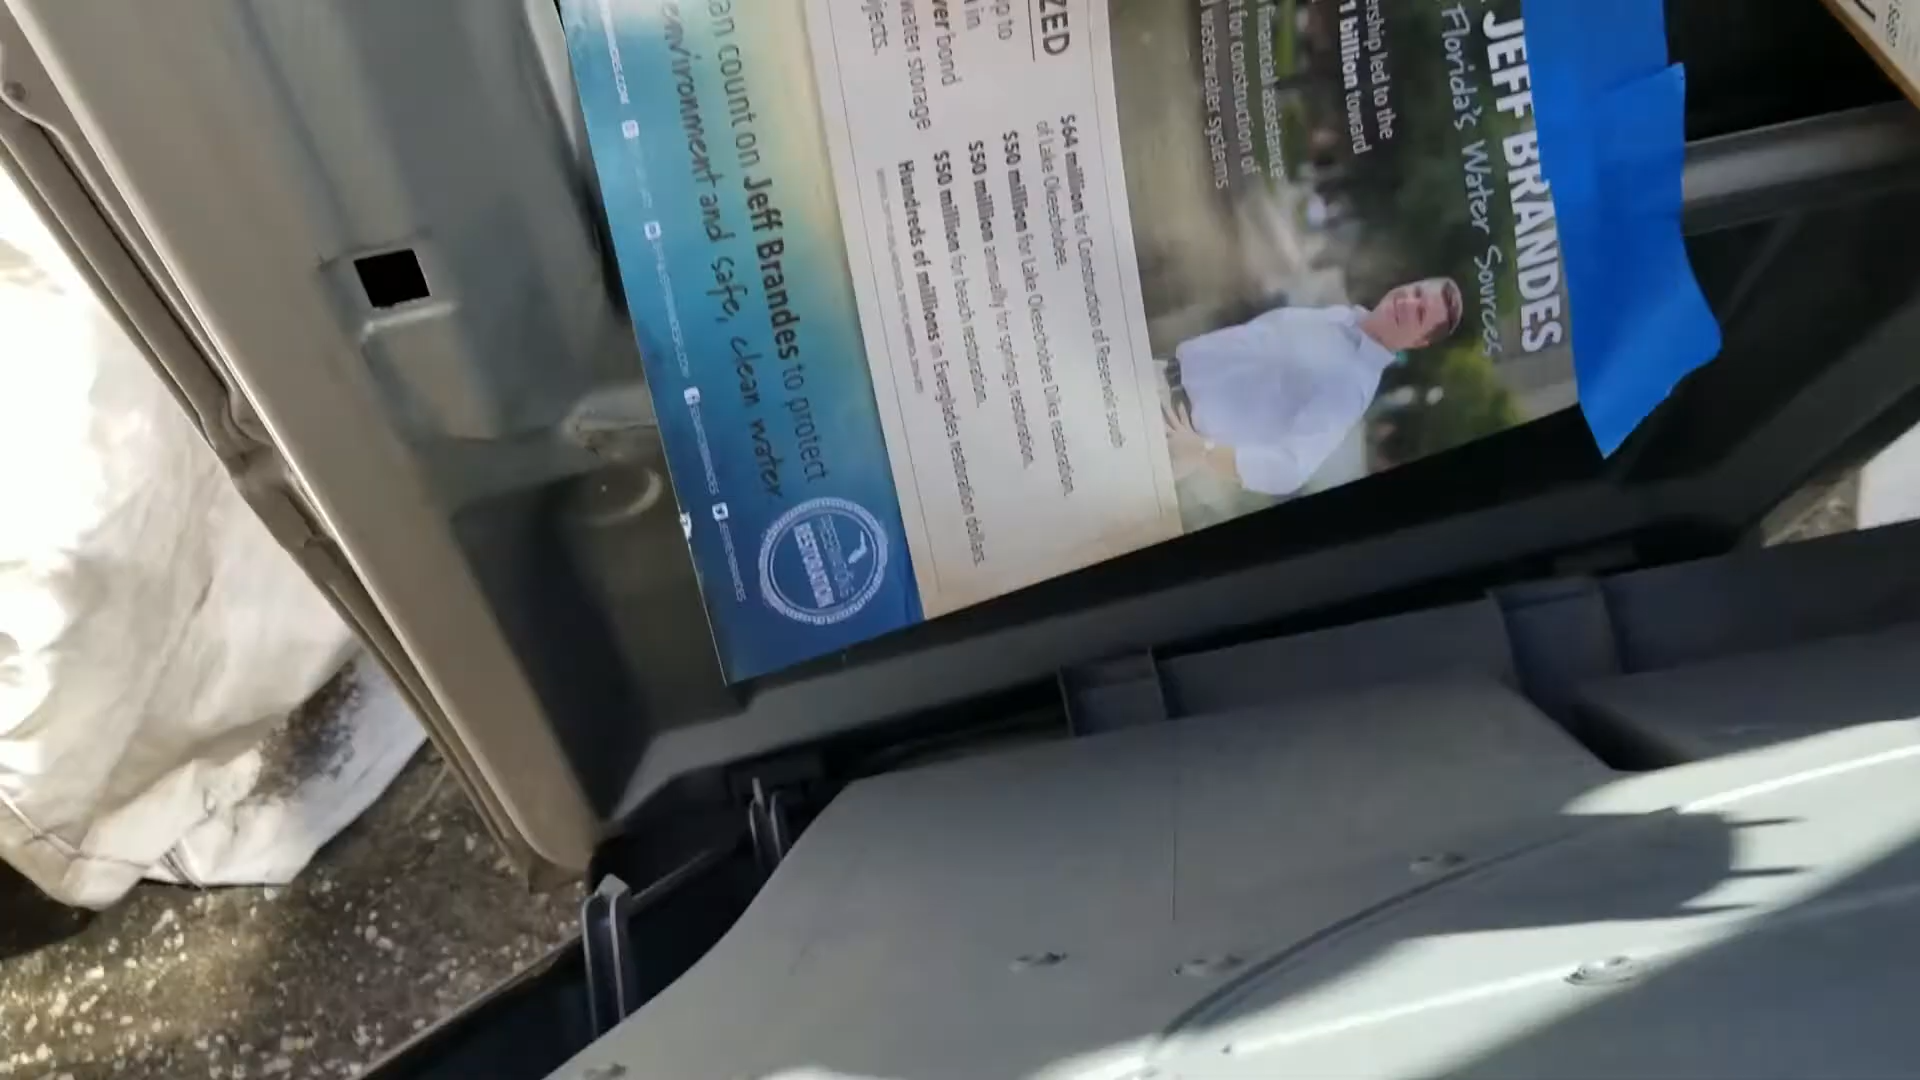 JEFF BRANDES
Florida's Water Sources
ership led to the
1 billion toward
financial assistance
t for construction of
wastewater systems
ZED
p to
in
ver bond
water storage
jects.
$64 million for Construction of Reservoir south
of Lake Okeechobee.
$50 million for Lake Okeechobee Dike restoration.
$50 million annually for springs restoration.
$50 million for beach restoration.
Hundreds of millions in Everglades restoration dollars.
an count on Jeff Brandes to protect
environment and safe, clean water
RESTORATION